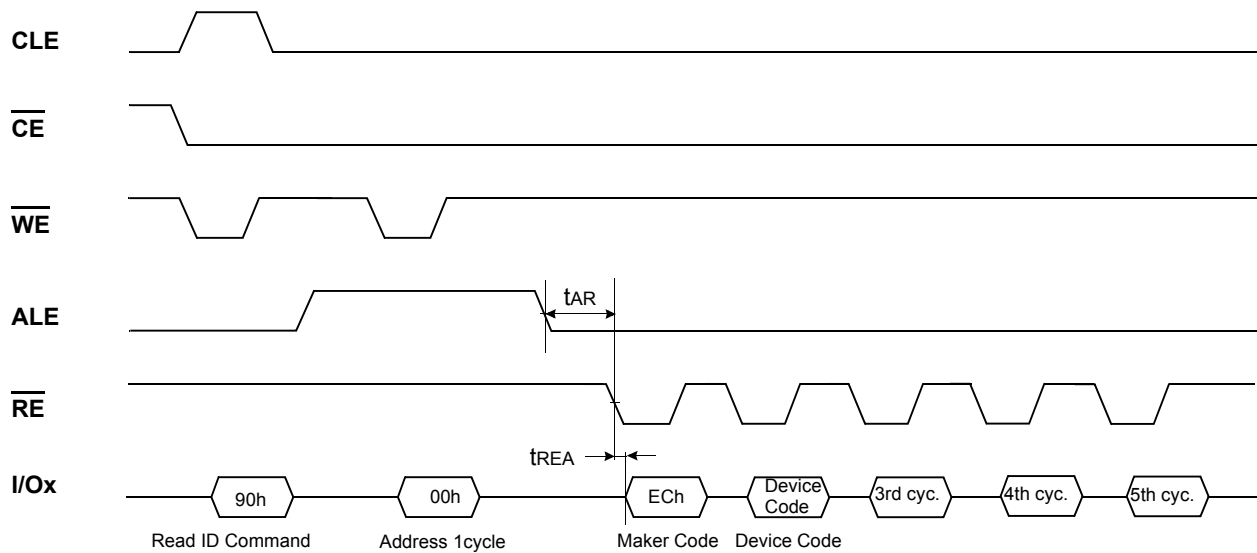 CLE
CE
WE
ALE
tAR
RE
tREA
I/Ox
90h
00h
ECh
Device
Code
3rd cyc.
4th cyc.
5th cyc.
Read ID Command
Address 1cycle
Maker Code
Device Code